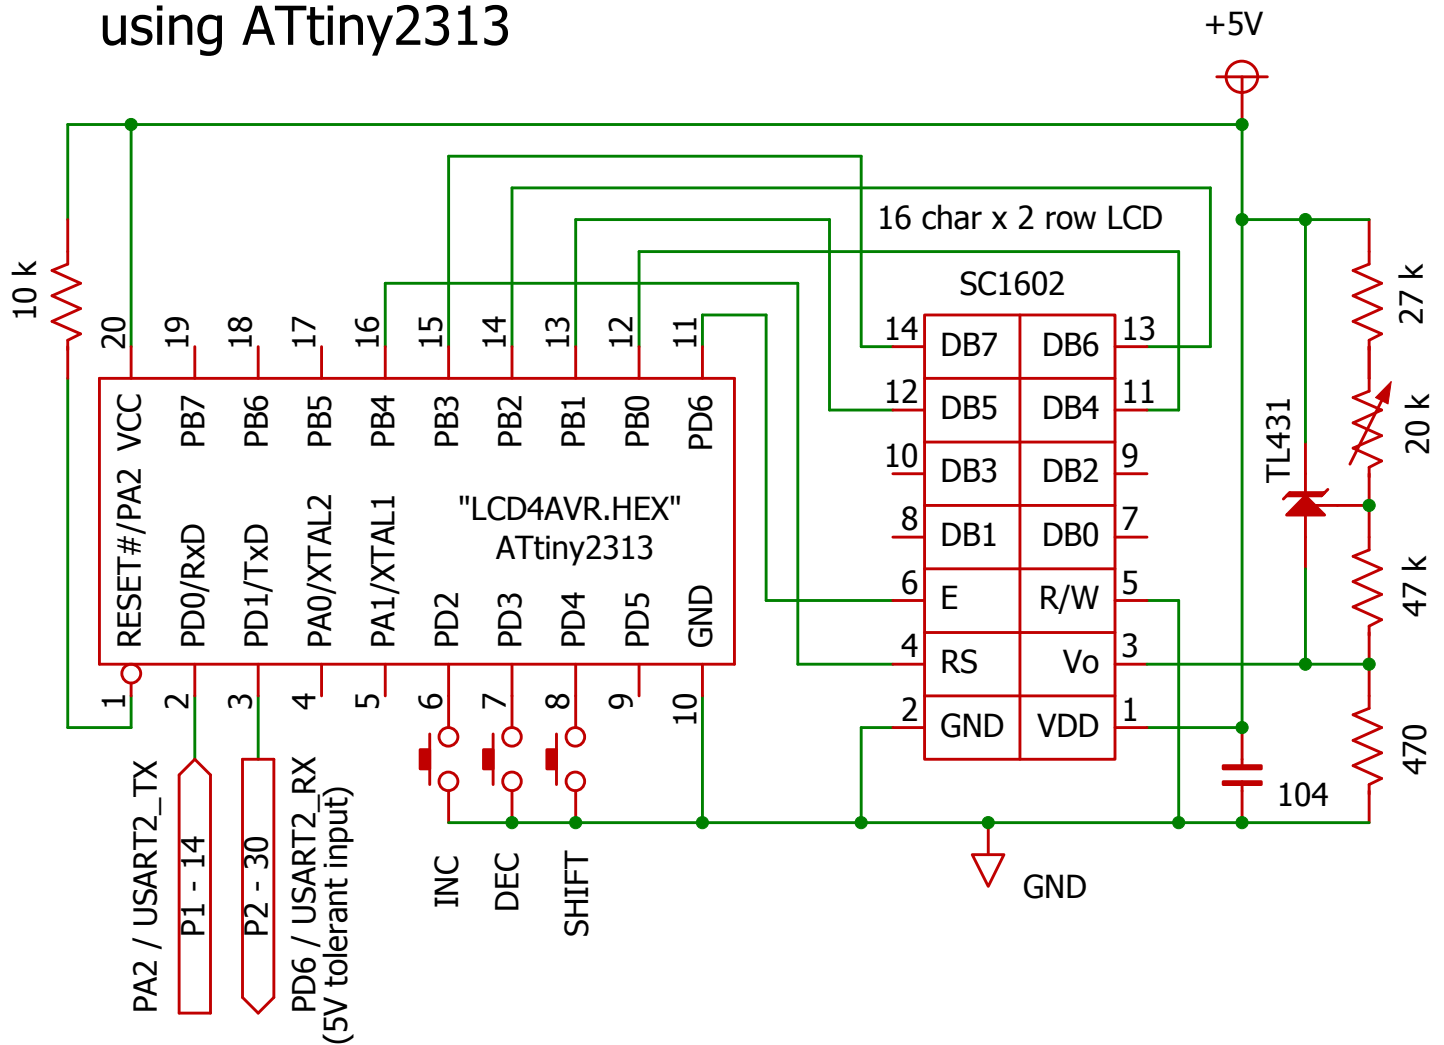 using ATtiny2313
+5V
16 char x 2 row LCD
SC1602
10 k
20
19
18
17
16
15
14
13
12
11
VCC
PB7
PB6
PB5
PB4
PB3
PB2
PB1
PB0
PD6
"LCD4AVR.HEX"
ATtiny2313
RESET#/PA2
PD0/RxD
PD1/TxD
PA0/XTAL2
PA1/XTAL1
PD2
PD3
PD4
PD5
GND
1
2
3
4
5
6
7
8
9
10
14 DB7 DB6 13
12 DB5 DB4 11
10 DB3 DB2 9
8 DB1 DB0 7
6 E R/W 5
4 RS Vo 3
2 GND VDD 1
TL431
27 k
20 k
47 k
470
104
GND
INC
DEC
SHIFT
PA2 / USART2_TX
P1 - 14
P2 - 30
PD6 / USART2_RX
(5V tolerant input)